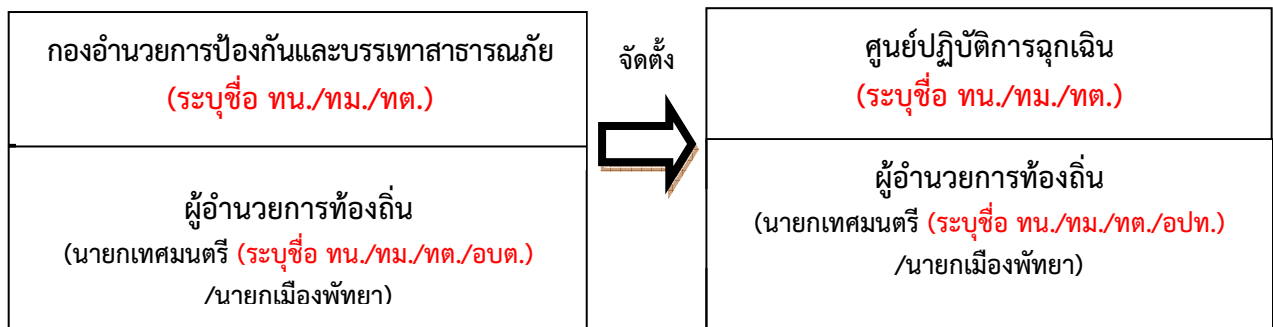 กองอำนวยการป้องกันและบรรเทาสาธารณภัย
(ระบุชื่อ ทน./ทม./ทต.)
ผู้อำนวยการท้องถิ่น
(นายกเทศมนตรี (ระบุชื่อ ทน./ทม./ทต./อบต.)
/นายกเมืองพัทยา)
จัดตั้ง
ศูนย์ปฏิบัติการฉุกเฉิน
(ระบุชื่อ ทน./ทม./ทต.)
ผู้อำนวยการท้องถิ่น
(นายกเทศมนตรี (ระบุชื่อ ทน./ทม./ทต./อปท.)
/นายกเมืองพัทยา)